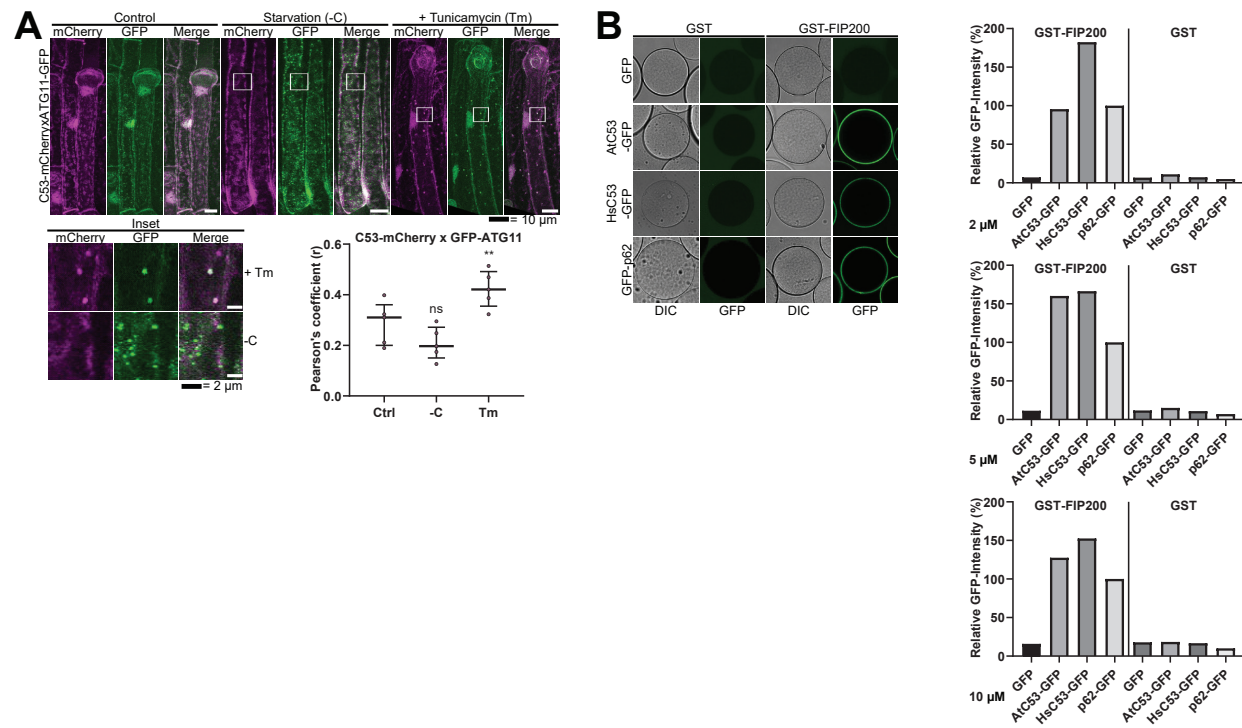 A
Control
Starvation (-C)
+ Tunicamycin (Tm)
mCherry GFP Merge mCherry GFP Merge mCherry GFP Merge
C53-mCherryxATG11-GFP
= 10 µm
Inset
mCherry GFP Merge
+ Tm
-C
= 2 µm
C53-mCherry x GFP-ATG11
Pearson's coefficient (r)
0.6
0.4
0.2
0.0
ns
**
Ctrl -C Tm
B
GST GST-FIP200
GFP
AtC53
-GFP
HsC53
-GFP
GFP-p62
DIC GFP DIC GFP
GST-FIP200 GST
Relative GFP-Intensity (%)
200
150
100
50
0
2 µM
GFP AtC53-GFP HsC53-GFP p62-GFP GFP AtC53-GFP HsC53-GFP p62-GFP
GST-FIP200 GST
Relative GFP-Intensity (%)
200
150
100
50
0
5 µM
GFP AtC53-GFP HsC53-GFP p62-GFP GFP AtC53-GFP HsC53-GFP p62-GFP
GST-FIP200 GST
Relative GFP-Intensity (%)
200
150
100
50
0
10 µM
GFP AtC53-GFP HsC53-GFP p62-GFP GFP AtC53-GFP HsC53-GFP p62-GFP